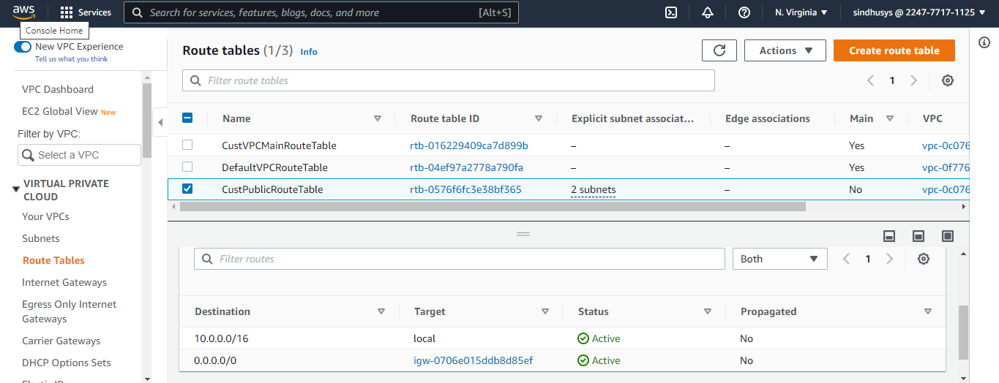 aws Services Search for services, features, blogs, docs, and more [Alt+S] N. Virginia sindhusys @ 2247-7717-1125
Console Home
New VPC Experience
Tell us what you think
VPC Dashboard
EC2 Global View New
Filter by VPC:
Select a VPC
VIRTUAL PRIVATE
CLOUD
Your VPCs
Subnets
Route Tables
Internet Gateways
Egress Only Internet
Gateways
Carrier Gateways
DHCP Options Sets
Elastic IPs
Route tables (1/3) Info Actions Create route table
Filter route tables 1
Name Route table ID Explicit subnet associat... Edge associations Main VPC
CustVPCMainRouteTable rtb-016229409ca7d899b – – Yes vpc-0c076
DefaultVPCRouteTable rtb-04ef97a2778a790fa – – Yes vpc-0f776
CustPublicRouteTable rtb-0576f6fc3e38bf365 2 subnets – No vpc-0c076
Filter routes Both 1
Destination Target Status Propagated
10.0.0.0/16 local Active No
0.0.0.0/0 igw-0706e015ddb8d85ef Active No